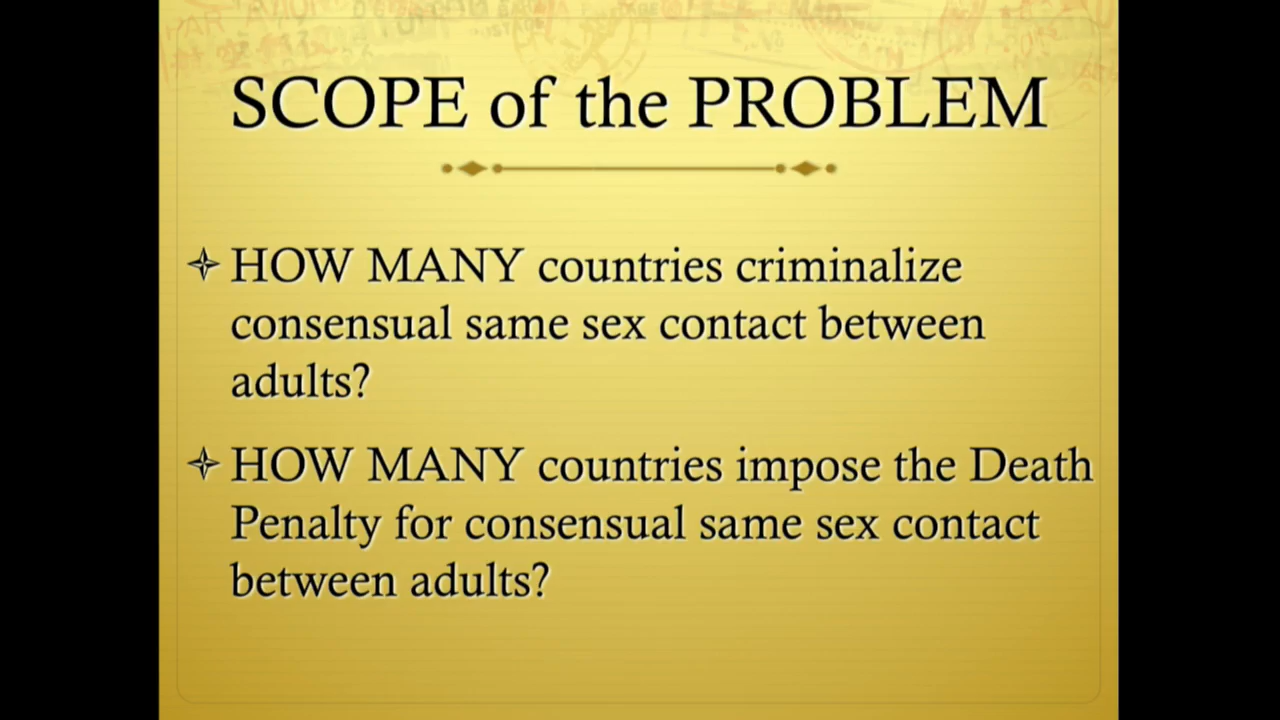 SCOPE of the PROBLEM
HOW MANY countries criminalize
consensual same sex contact between
adults?
HOW MANY countries impose the Death
Penalty for consensual same sex contact
between adults?